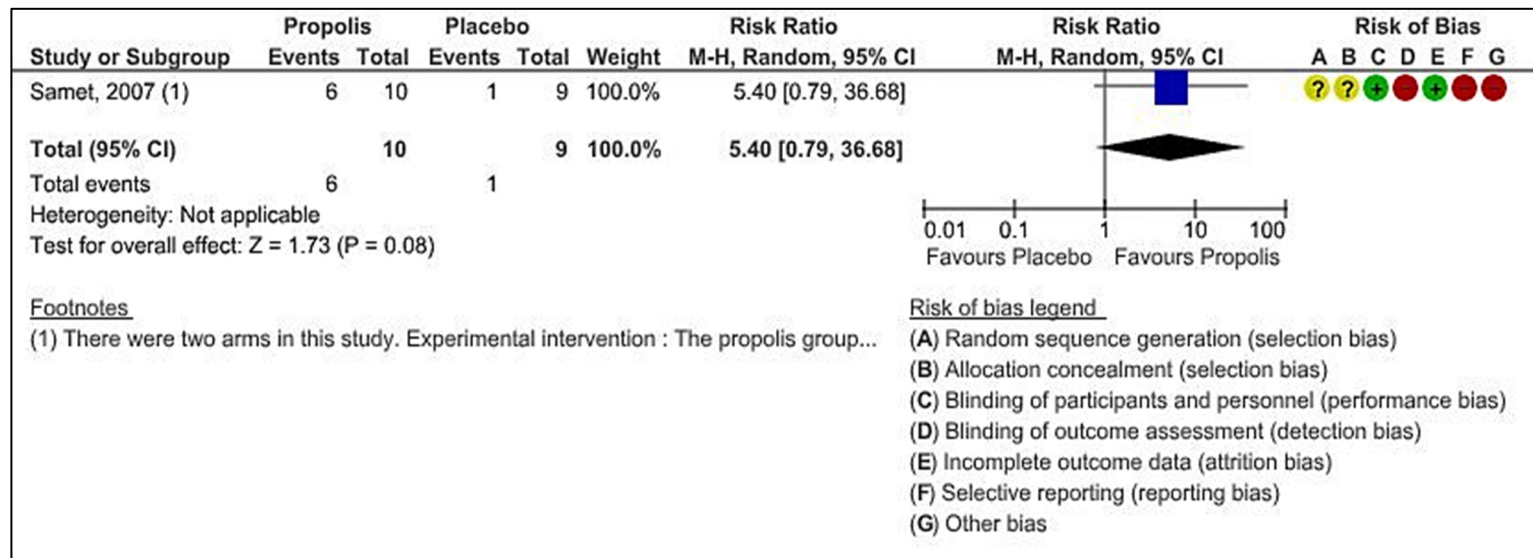 Propolis Placebo Risk Ratio Risk Ratio Risk of Bias
Study or Subgroup Events Total Events Total Weight M-H, Random, 95% CI M-H, Random, 95% CI A B C D E F G
Samet, 2007 (1) 6 10 1 9 100.0% 5.40 [0.79, 36.68] ? ? + − + − −
Total (95% CI) 10 9 100.0% 5.40 [0.79, 36.68]
Total events 6 1
Heterogeneity: Not applicable
Test for overall effect: Z = 1.73 (P = 0.08)
0.01 0.1 1 10 100
Favours Placebo Favours Propolis
Footnotes
(1) There were two arms in this study. Experimental intervention : The propolis group...
Risk of bias legend
(A) Random sequence generation (selection bias)
(B) Allocation concealment (selection bias)
(C) Blinding of participants and personnel (performance bias)
(D) Blinding of outcome assessment (detection bias)
(E) Incomplete outcome data (attrition bias)
(F) Selective reporting (reporting bias)
(G) Other bias